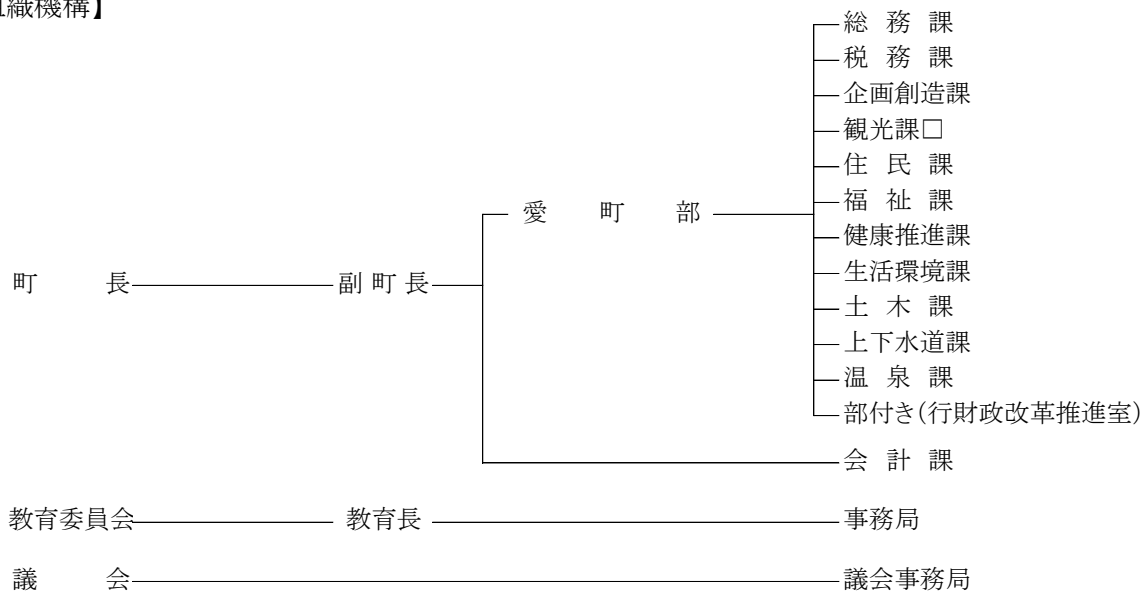 織機構】
総 務 課
税 務 課
企画創造課
観光課□
住 民 課
福 祉 課
愛 町 部
健康推進課
生活環境課
町 長 副 町 長
土 木 課
上下水道課
温 泉 課
部付き(行財政改革推進室)
会 計 課
教育委員会 教育長 事務局
議 会 議会事務局